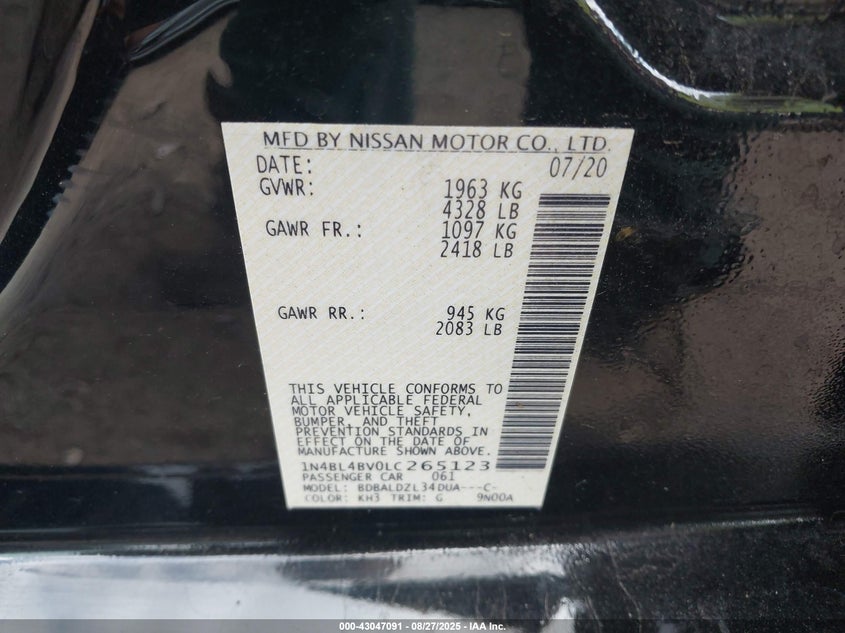 MFD BY NISSAN MOTOR CO., LTD.
DATE: 07/20
GVWR: 1963 KG
4328 LB
GAWR FR.: 1097 KG
2418 LB
GAWR RR.: 945 KG
2083 LB
THIS VEHICLE CONFORMS TO
ALL APPLICABLE FEDERAL
MOTOR VEHICLE SAFETY,
BUMPER, AND THEFT
PREVENTION STANDARDS IN
EFFECT ON THE DATE OF
MANUFACTURE SHOWN ABOVE.
1N4BL4BV0LC265123
PASSENGER CAR 061
MODEL: BDBALDZL34DUA---C-
COLOR: KH3 TRIM: G 9N00A
000-43047091 - 08/27/2025 - IAA Inc.